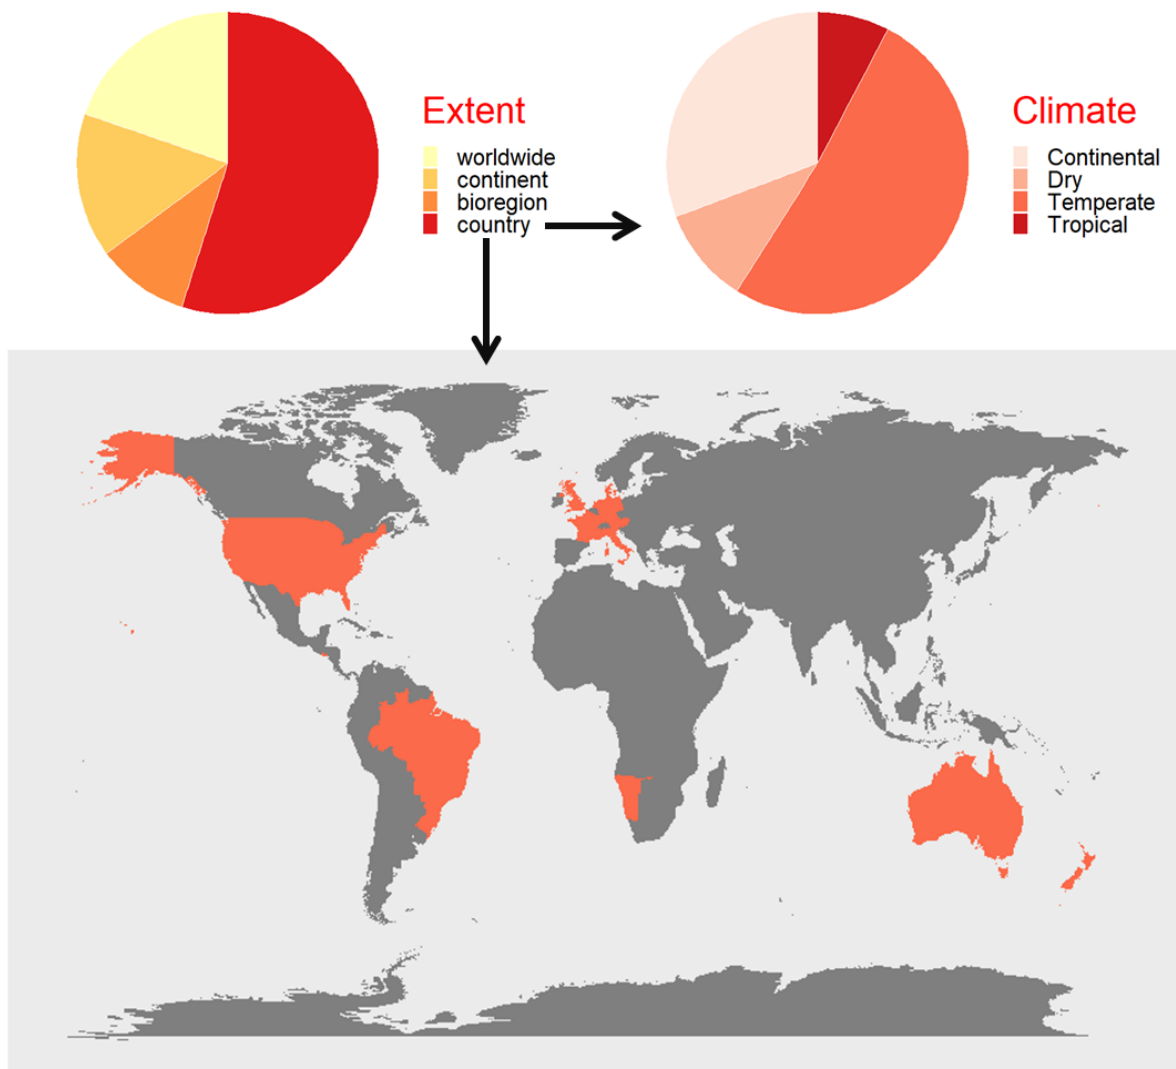 Extent
worldwide
continent
bioregion
country
Climate
Continental
Dry
Temperate
Tropical